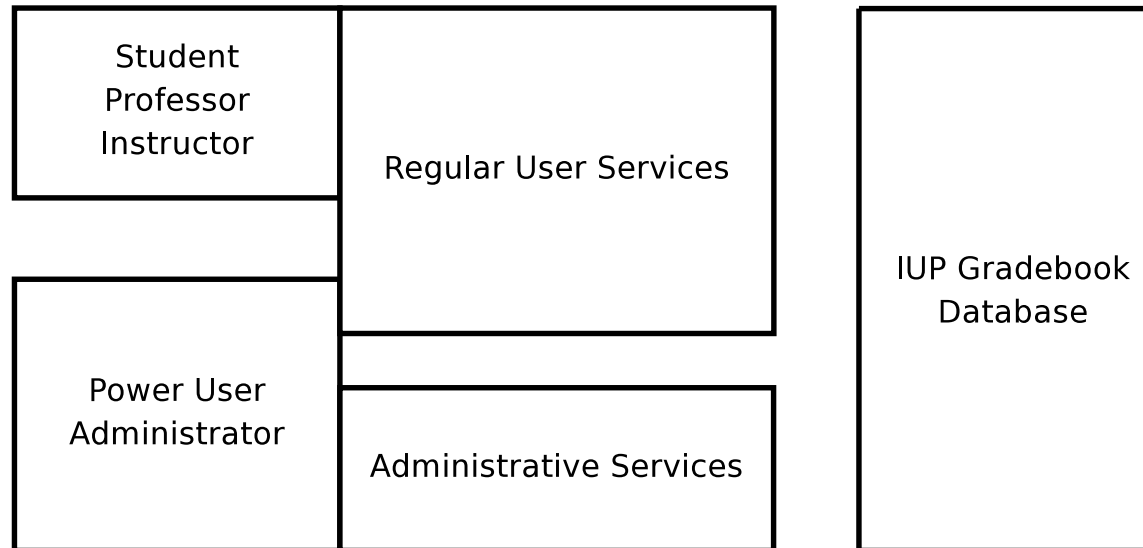 Student
Professor
Instructor
Regular User Services
IUP Gradebook
Database
Power User
Administrator
Administrative Services